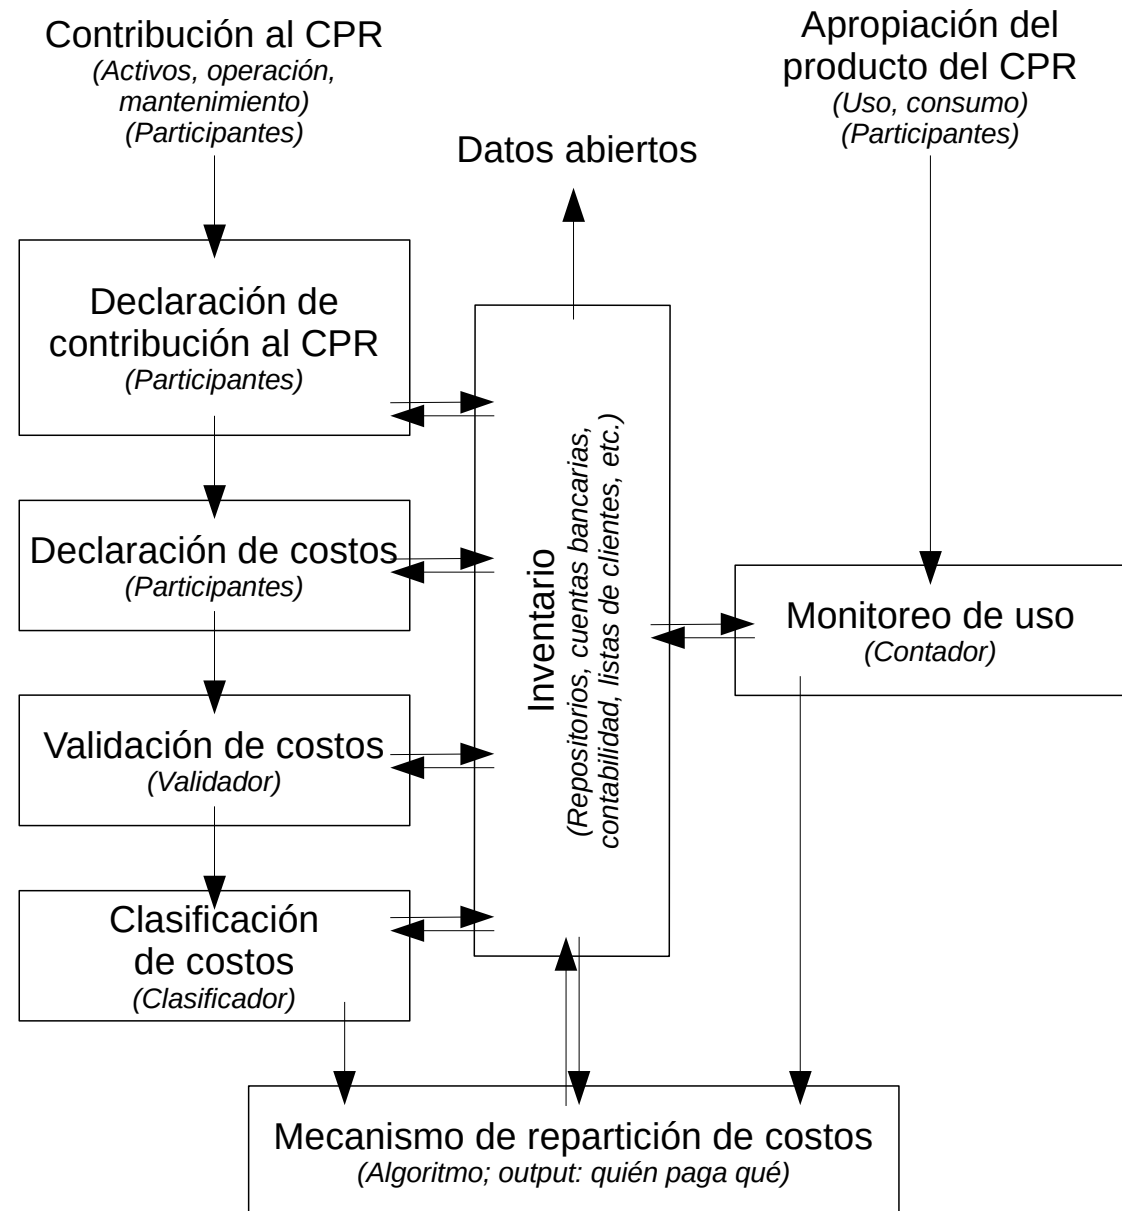 Contribución al CPR
(Activos, operación,
mantenimiento)
(Participantes)
Apropiación del
producto del CPR
(Uso, consumo)
(Participantes)
Datos abiertos
Declaración de
contribución al CPR
(Participantes)
Declaración de costos
(Participantes)
Validación de costos
(Validador)
Clasificación
de costos
(Clasificador)
Inventario
(Repositorios, cuentas bancarias,
contabilidad, listas de clientes, etc.)
Monitoreo de uso
(Contador)
Mecanismo de repartición de costos
(Algoritmo; output: quién paga qué)